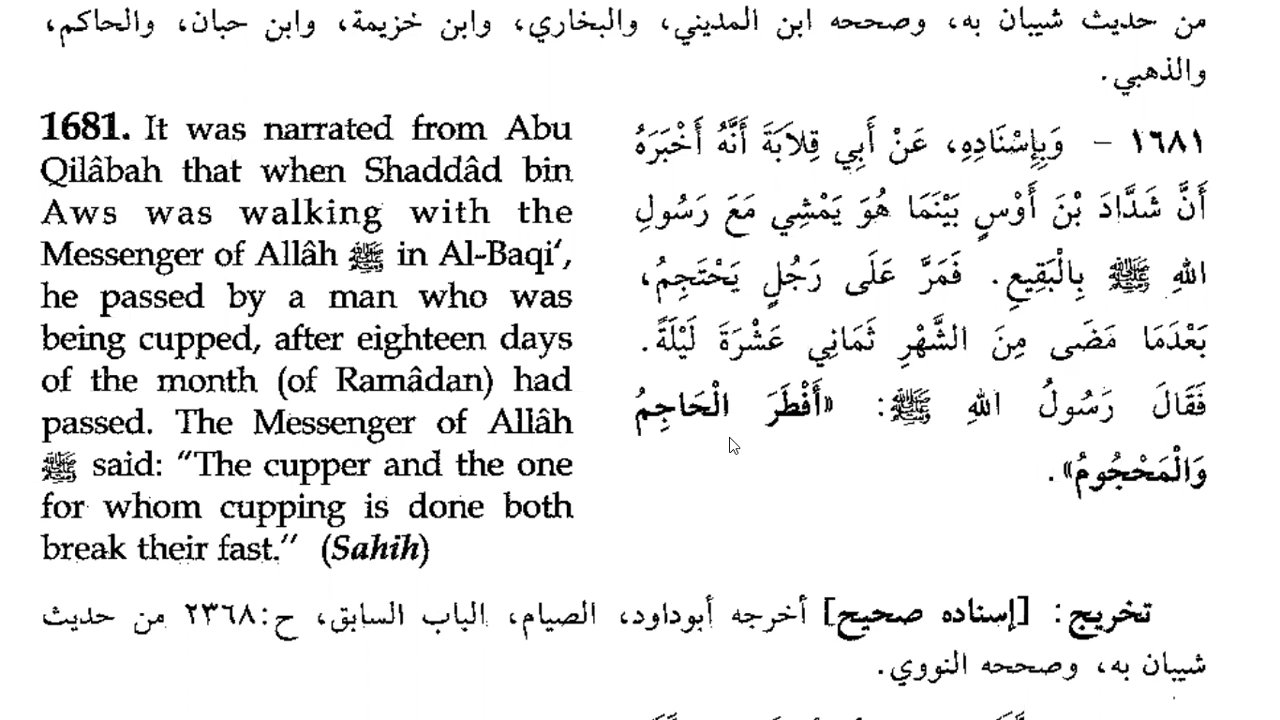 من حديث شيبان به، وصححه ابن المديني، والبخاري، وابن خزيمة، وابن حبان، والحاكم،
والذهبي.
1681. It was narrated from Abu
Qilâbah that when Shaddâd bin
Aws was walking with the
Messenger of Allâh ﷺ in Al-Baqi‘,
he passed by a man who was
being cupped, after eighteen days
of the month (of Ramâdan) had
passed. The Messenger of Allâh
ﷺ said: “The cupper and the one
for whom cupping is done both
break their fast.” (Sahih)
١٦٨١ – وَبِإِسْنَادِهِ، عَنْ أَبِي قِلاَبَةَ أَنَّهُ أَخْبَرَهُ
أَنَّ شَدَّادَ بْنَ أَوْسٍ بَيْنَمَا هُوَ يَمْشِي مَعَ رَسُولِ
اللهِ ﷺ بِالْبَقِيعِ. فَمَرَّ عَلَى رَجُلٍ يَحْتَجِمُ،
بَعْدَمَا مَضَى مِنَ الشَّهْرِ ثَمَانِي عَشْرَةَ لَيْلَةً.
فَقَالَ رَسُولُ اللهِ ﷺ: «أَفْطَرَ الْحَاجِمُ
وَالْمَحْجُومُ».
تخريج: [إسناده صحيح] أخرجه أبوداود، الصيام، الباب السابق، ح:٢٣٦٨ من حديث
شيبان به، وصححه النووي.